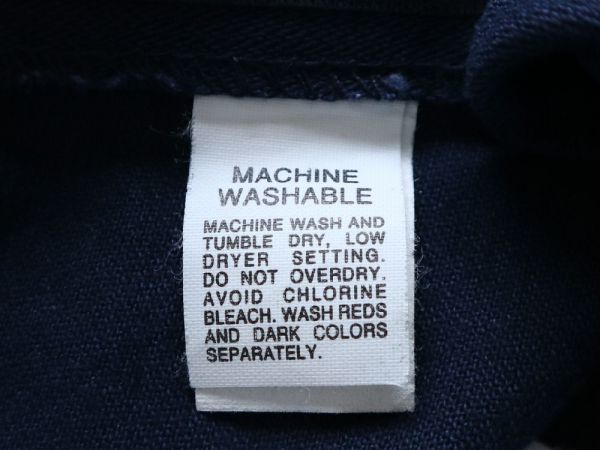 MACHINE
WASHABLE
MACHINE WASH AND
TUMBLE DRY, LOW
DRYER SETTING.
DO NOT OVERDRY.
AVOID CHLORINE
BLEACH. WASH REDS
AND DARK COLORS
SEPARATELY.